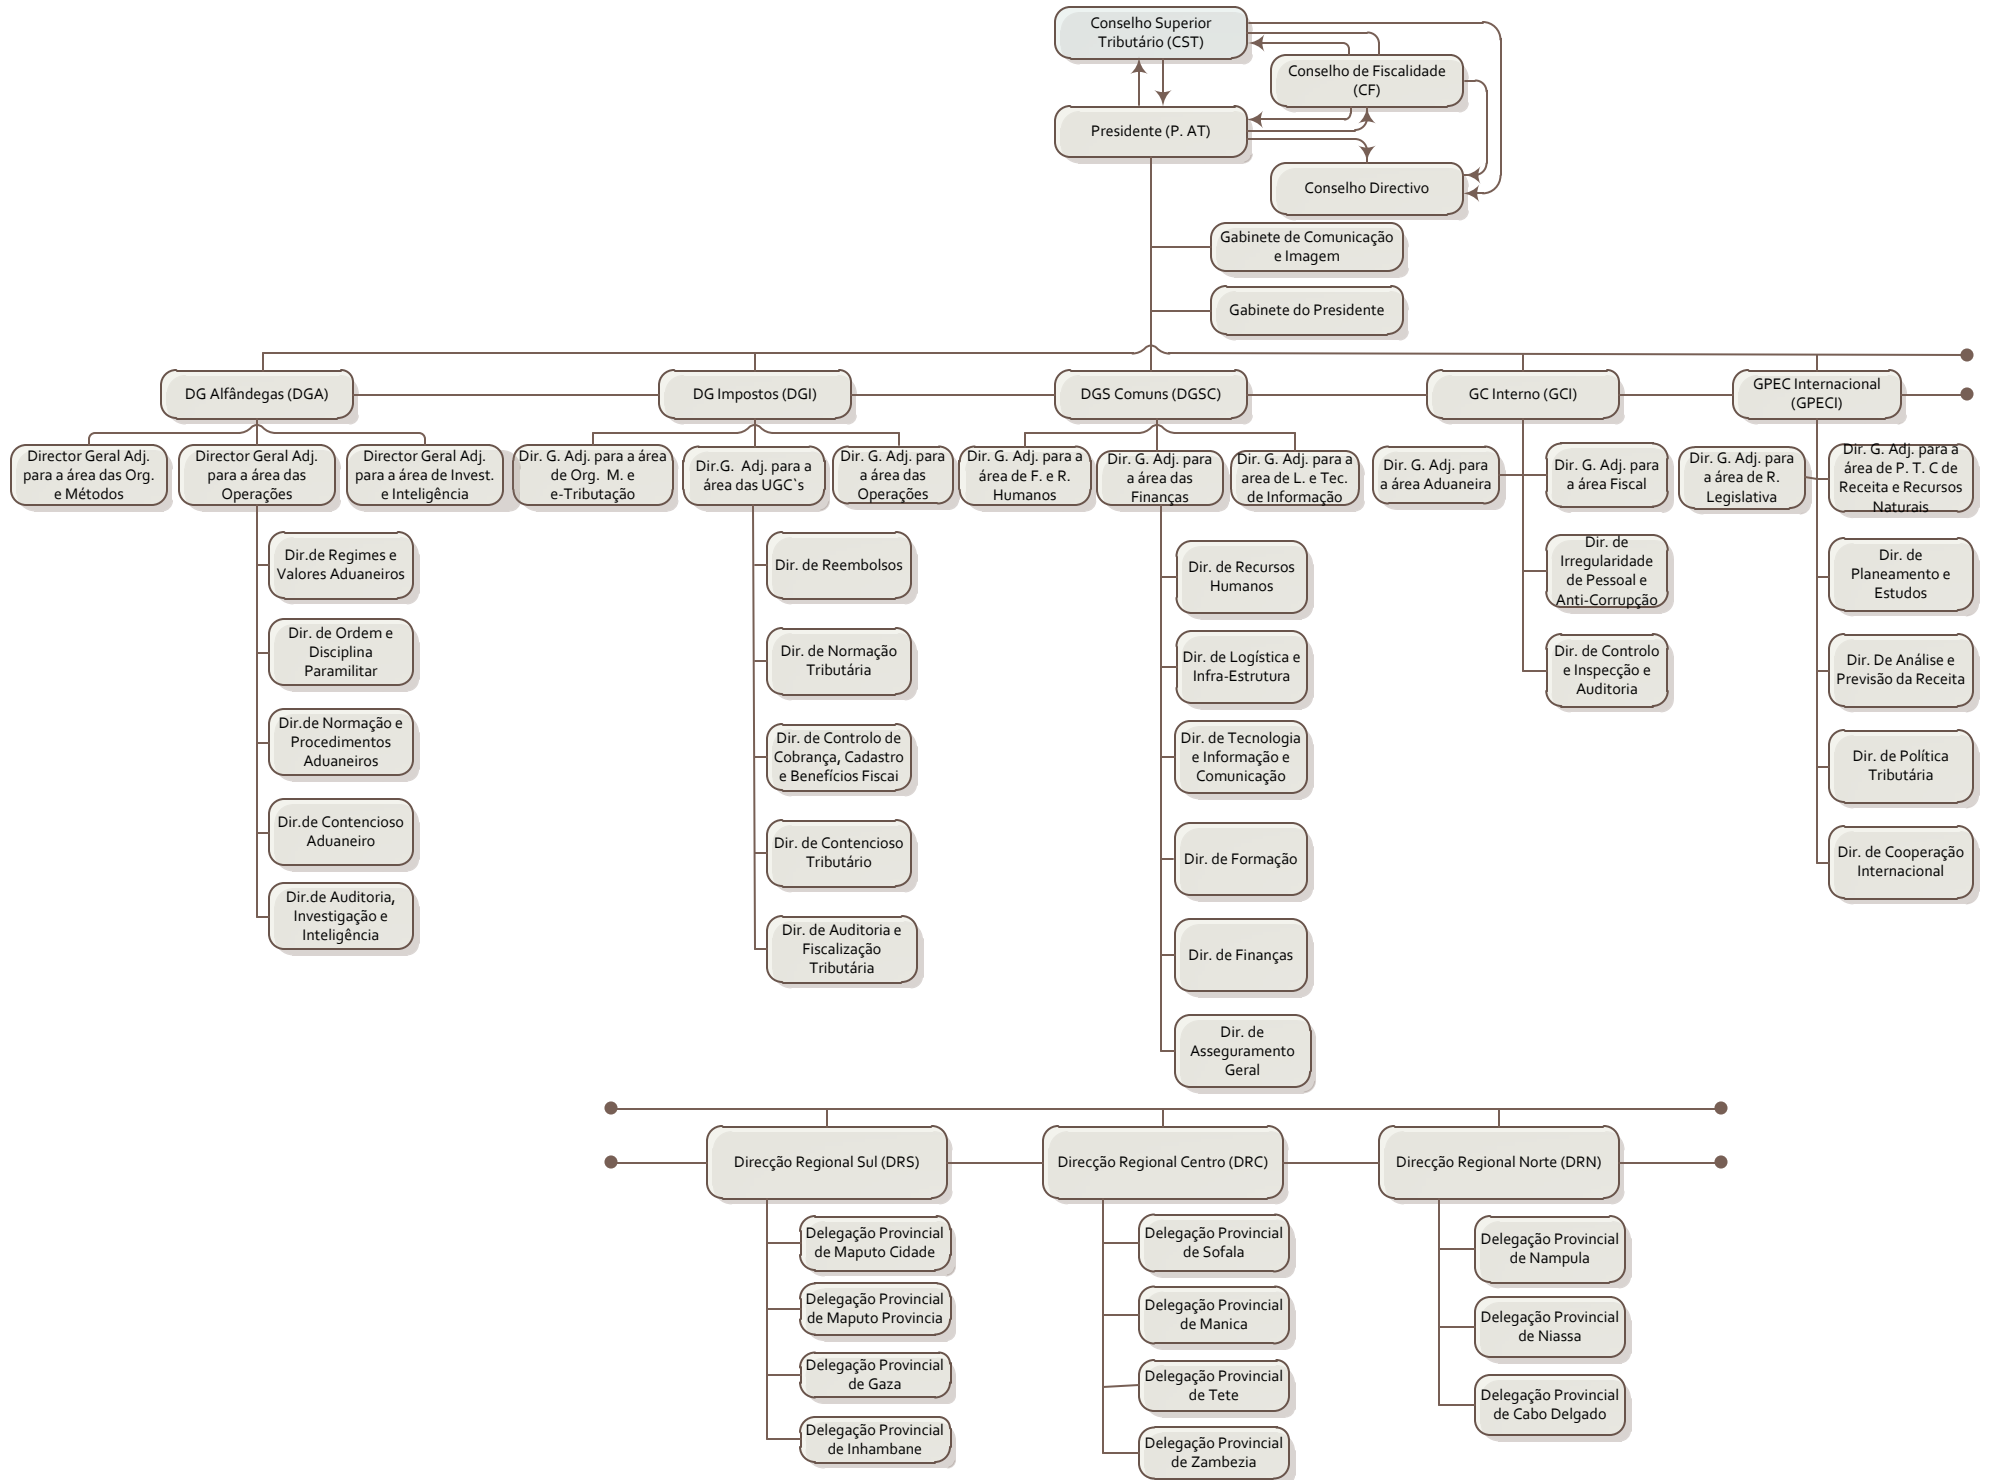 Conselho Superior
Tributário (CST)
Conselho de Fiscalidade
(CF)
Presidente (P. AT)
Conselho Directivo
Gabinete de Comunicação
e Imagem
Gabinete do Presidente
DG Alfândegas (DGA)
DG Impostos (DGI)
DGS Comuns (DGSC)
GC Interno (GCI)
GPEC Internacional
(GPECI)
Director Geral Adj.
para a área das Org.
e Métodos
Director Geral Adj.
para a área das
Operações
Director Geral Adj.
para a área de Invest.
e Inteligência
Dir. G. Adj. para a área
de Org. M. e
e-Tributação
Dir.G. Adj. para a
área das UGC`s
Dir. G. Adj. para
a área das
Operações
Dir. G. Adj. para a
área de F. e R.
Humanos
Dir. G. Adj. para
a área das
Finanças
Dir. G. Adj. para a
area de L. e Tec.
de Informação
Dir. G. Adj. para
a área Aduaneira
Dir. G. Adj. para
a área Fiscal
Dir. G. Adj. para
a área de R.
Legislativa
Dir. G. Adj. para a
área de P. T. C de
Receita e Recursos
Naturais
Dir.de Regimes e
Valores Aduaneiros
Dir. de Ordem e
Disciplina
Paramilitar
Dir.de Normação e
Procedimentos
Aduaneiros
Dir.de Contencioso
Aduaneiro
Dir.de Auditoria,
Investigação e
Inteligência
Dir. de Reembolsos
Dir. de Normação
Tributária
Dir. de Controlo de
Cobrança, Cadastro
e Benefícios Fiscai
Dir. de Contencioso
Tributário
Dir. de Auditoria e
Fiscalização
Tributária
Dir. de Recursos
Humanos
Dir. de Logística e
Infra-Estrutura
Dir. de Tecnologia
e Informação e
Comunicação
Dir. de Formação
Dir. de Finanças
Dir. de
Asseguramento
Geral
Dir. de
Irregularidade
de Pessoal e
Anti-Corrupção
Dir. de Controlo
e Inspecção e
Auditoria
Dir. de
Planeamento e
Estudos
Dir. De Análise e
Previsão da Receita
Dir. de Política
Tributária
Dir. de Cooperação
Internacional
Direcção Regional Sul (DRS)
Direcção Regional Centro (DRC)
Direcção Regional Norte (DRN)
Delegação Provincial
de Maputo Cidade
Delegação Provincial
de Maputo Provincia
Delegação Provincial
de Gaza
Delegação Provincial
de Inhambane
Delegação Provincial
de Sofala
Delegação Provincial
de Manica
Delegação Provincial
de Tete
Delegação Provincial
de Zambezia
Delegação Provincial
de Nampula
Delegação Provincial
de Niassa
Delegação Provincial
de Cabo Delgado